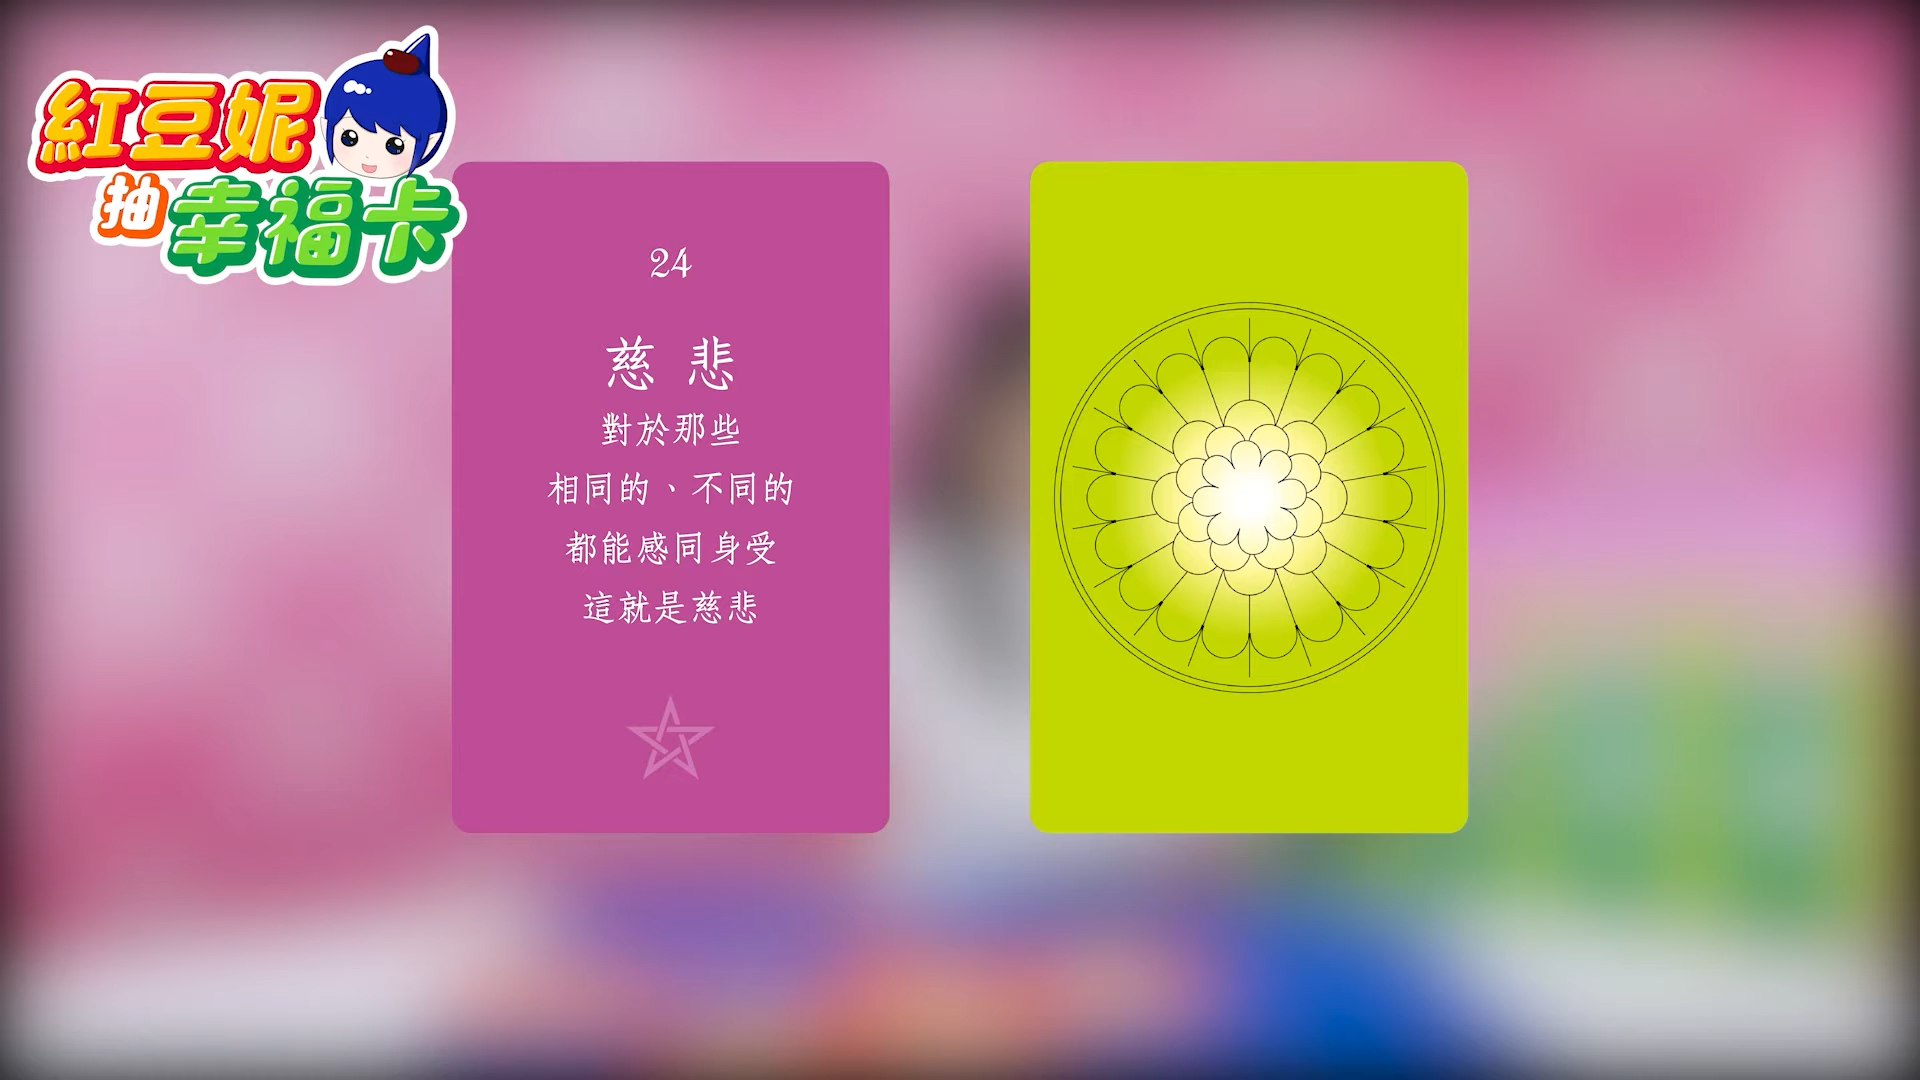 紅豆妮
抽幸福卡
24
慈悲
對於那些
相同的、不同的
都能感同身受
這就是慈悲